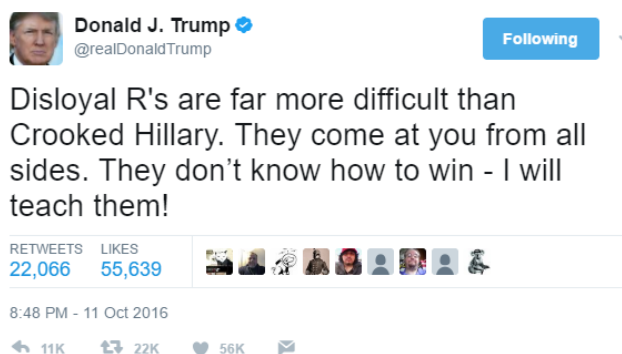 Donald J. Trump
@realDonaldTrump
Following
Disloyal R's are far more difficult than
Crooked Hillary. They come at you from all
sides. They don’t know how to win - I will
teach them!
RETWEETS LIKES
22,066 55,639
8:48 PM - 11 Oct 2016
11K 22K 56K